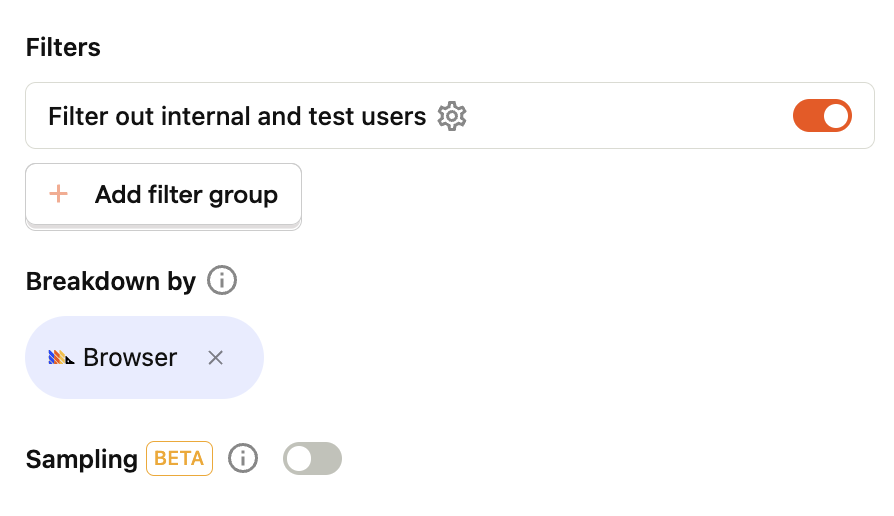 Filters
Filter out internal and test users
Add filter group
Breakdown by
Browser
Sampling BETA